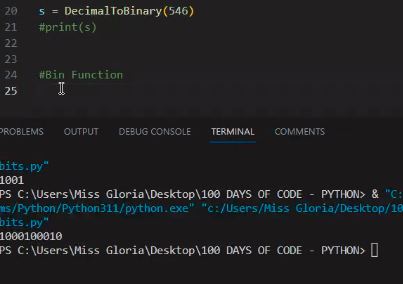 20 s = DecimalToBinary(546)
21 #print(s)
22
23
24 #Bin Function
25
PROBLEMS OUTPUT DEBUG CONSOLE TERMINAL COMMENTS
bits.py"
1001
PS C:\Users\Miss Gloria\Desktop\100 DAYS OF CODE - PYTHON> & "C:
ms/Python/Python311/python.exe" "c:/Users/Miss Gloria/Desktop/10
bits.py"
1000100010
PS C:\Users\Miss Gloria\Desktop\100 DAYS OF CODE - PYTHON>